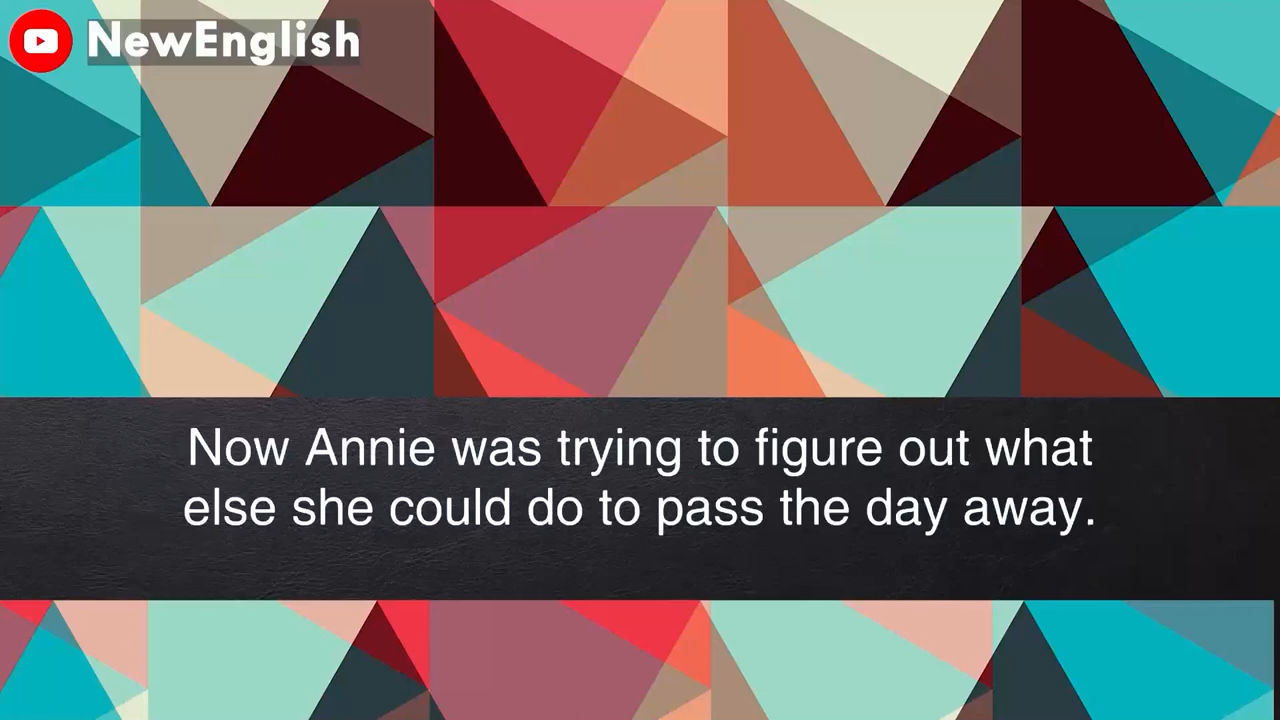 NewEnglish
Now Annie was trying to figure out what
else she could do to pass the day away.